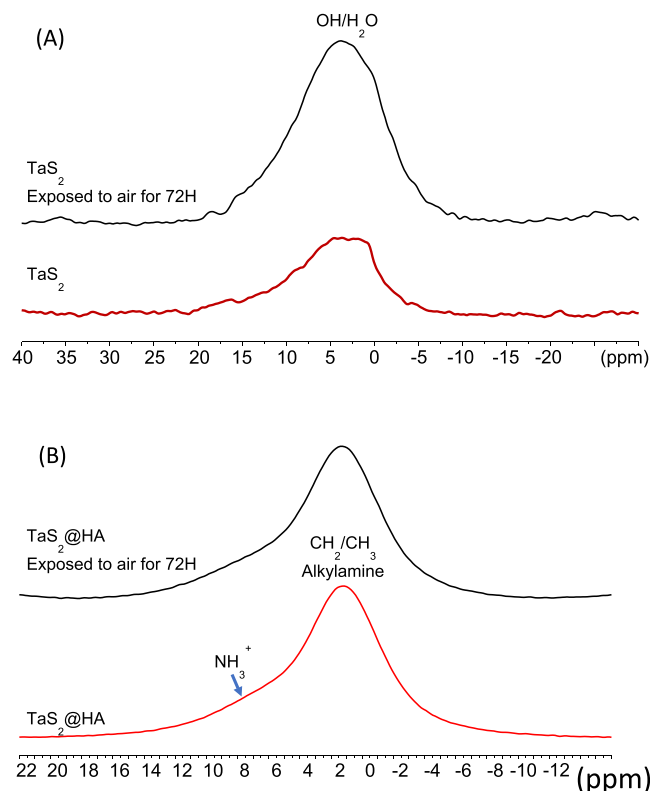 (A)
OH/H2O
TaS2
Exposed to air for 72H
TaS2
40 35 30 25 20 15 10 5 0 -5 -10 -15 -20 (ppm)
(B)
TaS2@HA
Exposed to air for 72H
CH2/CH3
Alkylamine
NH3+
TaS2@HA
22 20 18 16 14 12 10 8 6 4 2 0 -2 -4 -6 -8 -10 -12 (ppm)